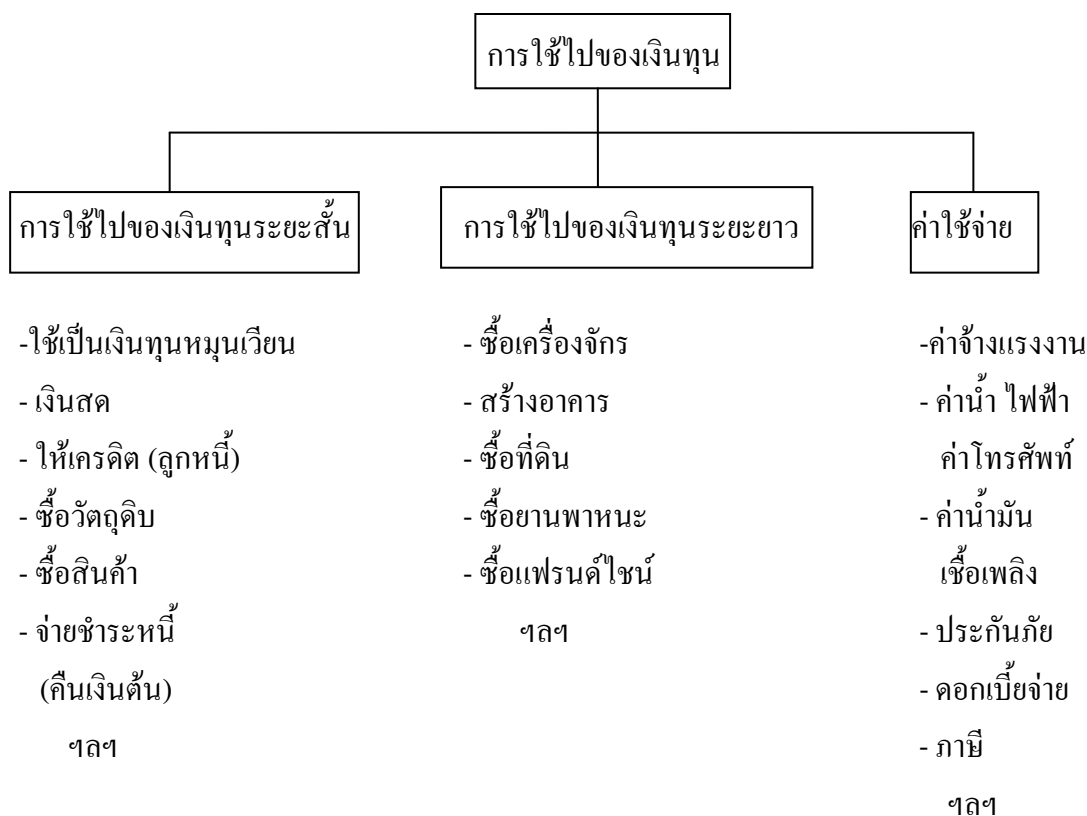 การใช้ไปของเงินทุน
การใช้ไปของเงินทุนระยะสั้น
-ใช้เป็นเงินทุนหมุนเวียน
- เงินสด
- ให้เครดิต (ลูกหนี้)
- ซื้อวัตถุดิบ
- ซื้อสินค้า
- จ่ายชำระหนี้
(คืนเงินต้น)
ฯลฯ
การใช้ไปของเงินทุนระยะยาว
- ซื้อเครื่องจักร
- สร้างอาคาร
- ซื้อที่ดิน
- ซื้อยานพาหนะ
- ซื้อแฟรนด์ไชน์
ฯลฯ
ค่าใช้จ่าย
-ค่าจ้างแรงงาน
- ค่าน้ำ ไฟฟ้า
ค่าโทรศัพท์
- ค่าน้ำมัน
เชื้อเพลิง
- ประกันภัย
- ดอกเบี้ยจ่าย
- ภาษี
ฯลฯ